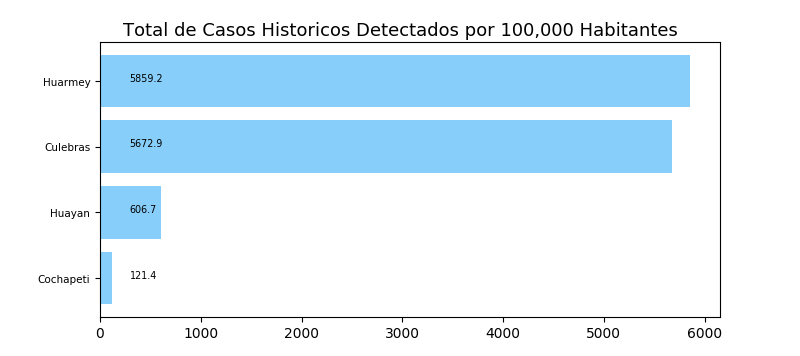 Total de Casos Historicos Detectados por 100,000 Habitantes
Huarmey 5859.2
Culebras 5672.9
Huayan 606.7
Cochapeti 121.4
0 1000 2000 3000 4000 5000 6000